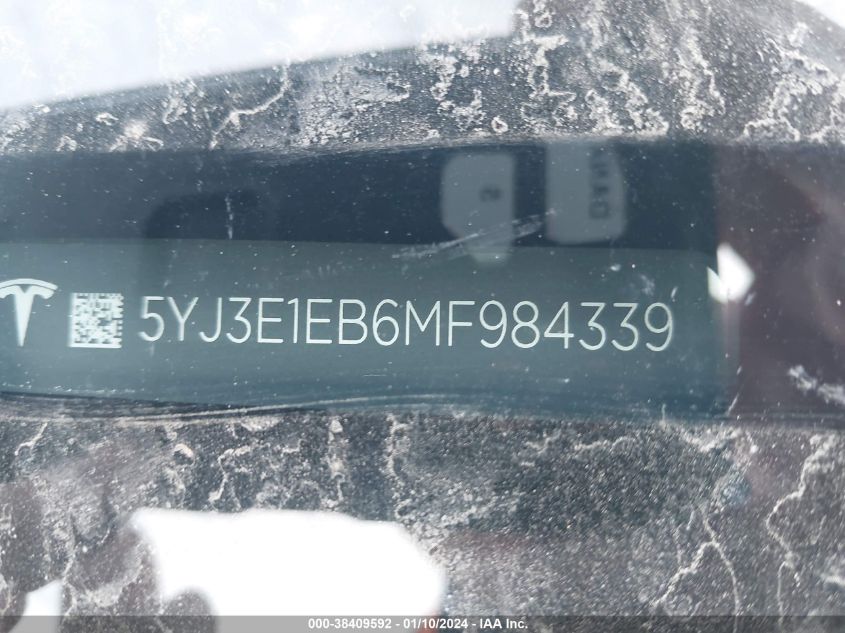 5YJ3E1EB6MF984339
000-38409592 - 01/10/2024 - IAA Inc.